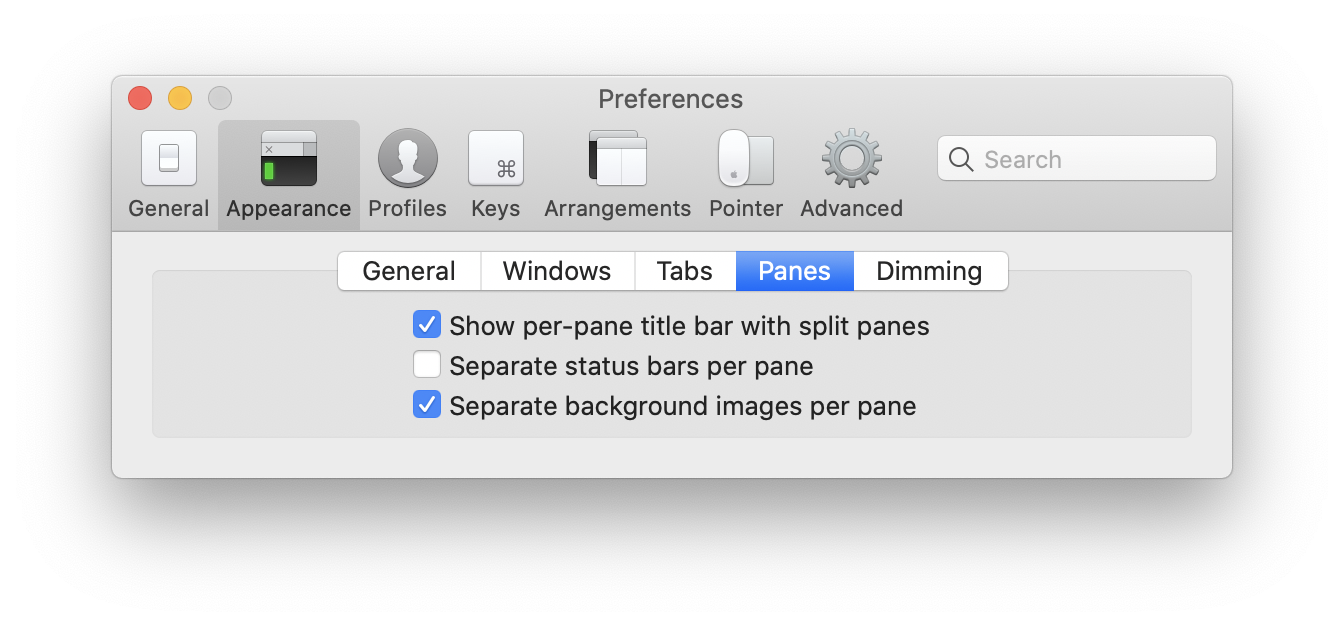 Preferences
General Appearance Profiles Keys Arrangements Pointer Advanced Search
General Windows Tabs Panes Dimming
Show per-pane title bar with split panes
Separate status bars per pane
Separate background images per pane